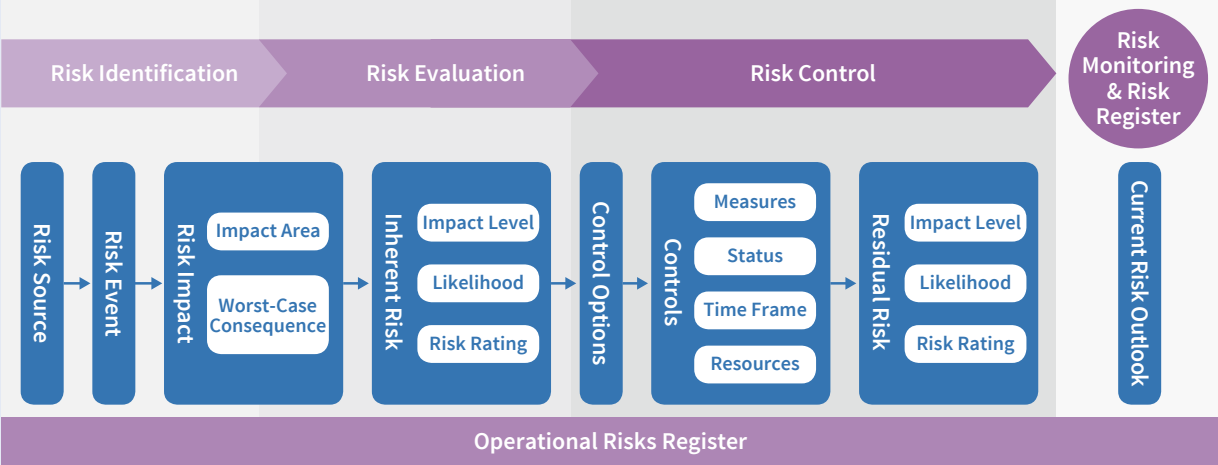 Risk Identification
Risk Evaluation
Risk Control
Risk
Monitoring
& Risk
Register
Risk Source
Risk Event
Risk Impact
Impact Area
Worst-Case
Consequence
Inherent Risk
Impact Level
Likelihood
Risk Rating
Control Options
Controls
Measures
Status
Time Frame
Resources
Residual Risk
Impact Level
Likelihood
Risk Rating
Current Risk Outlook
Operational Risks Register